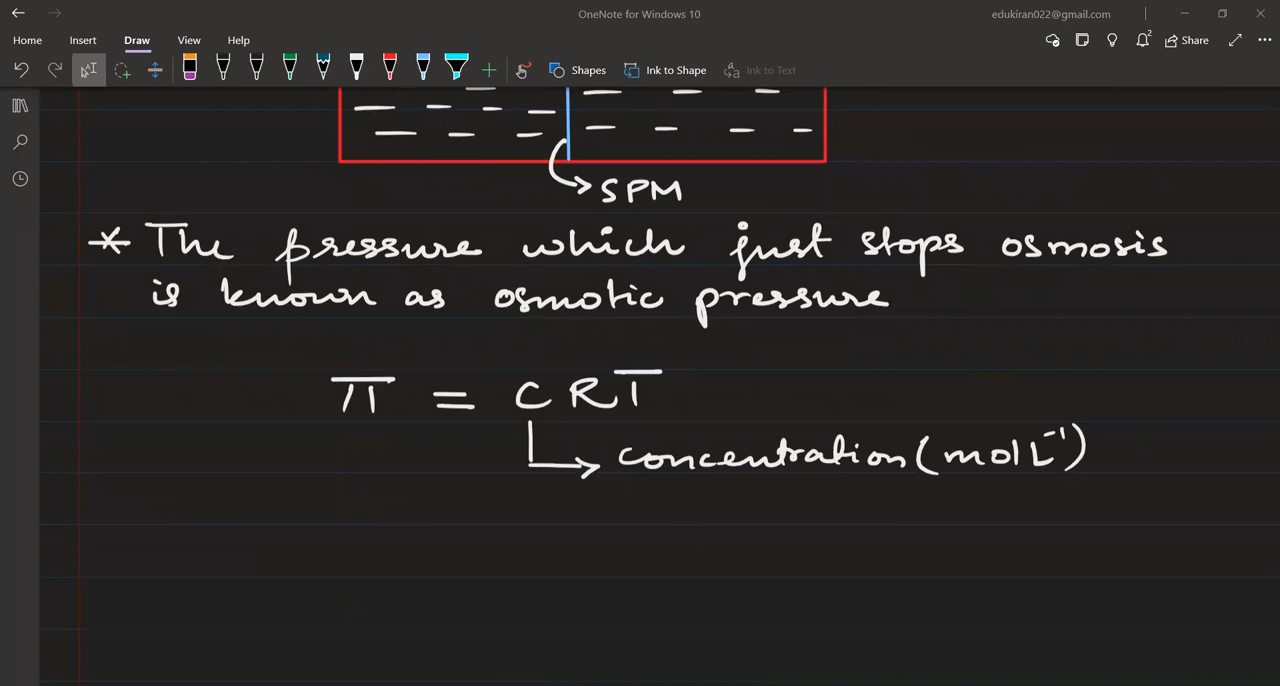 OneNote for Windows 10
edukiran022@gmail.com
Home Insert Draw View Help
Share
Shapes Ink to Shape Ink to Text
SPM
* The pressure which just stops osmosis
is known as osmotic pressure
π = CRT
concentration (mol L⁻¹)